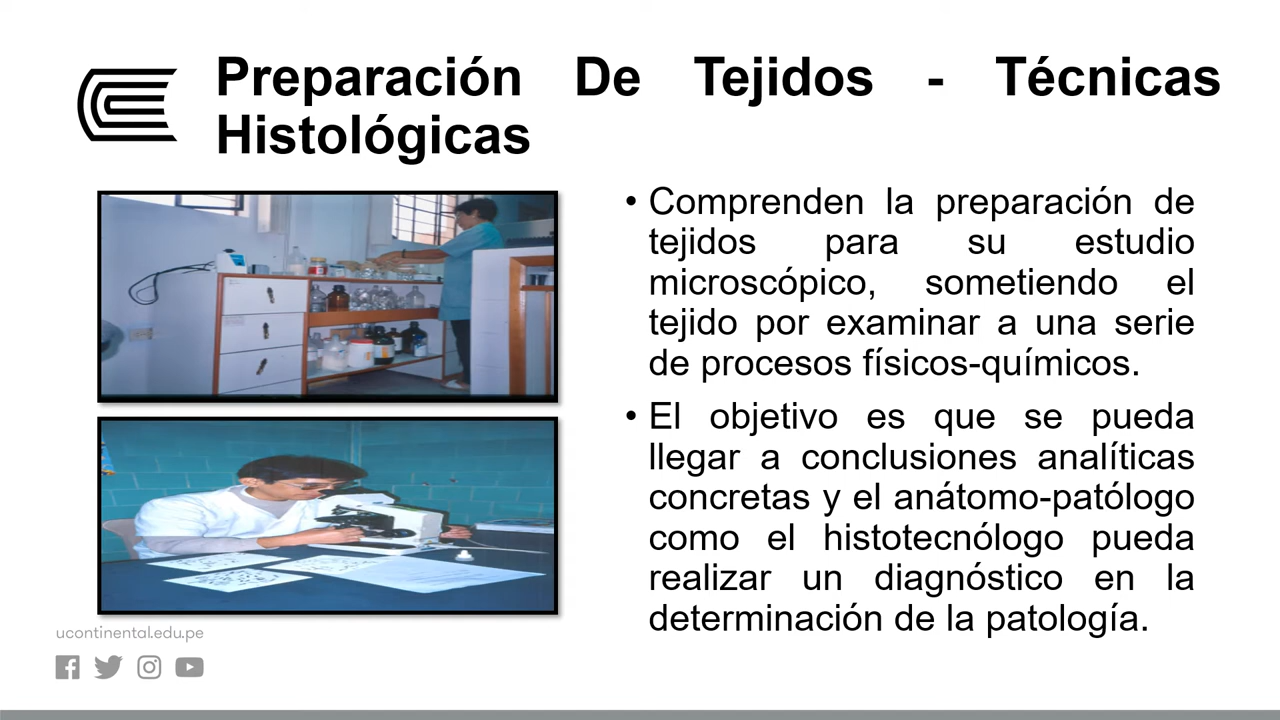 Preparación De Tejidos - Técnicas
Histológicas
• Comprenden la preparación de
tejidos para su estudio
microscópico, sometiendo el
tejido por examinar a una serie
de procesos físicos-químicos.
• El objetivo es que se pueda
llegar a conclusiones analíticas
concretas y el anátomo-patólogo
como el histotecnólogo pueda
realizar un diagnóstico en la
determinación de la patología.
ucontinental.edu.pe